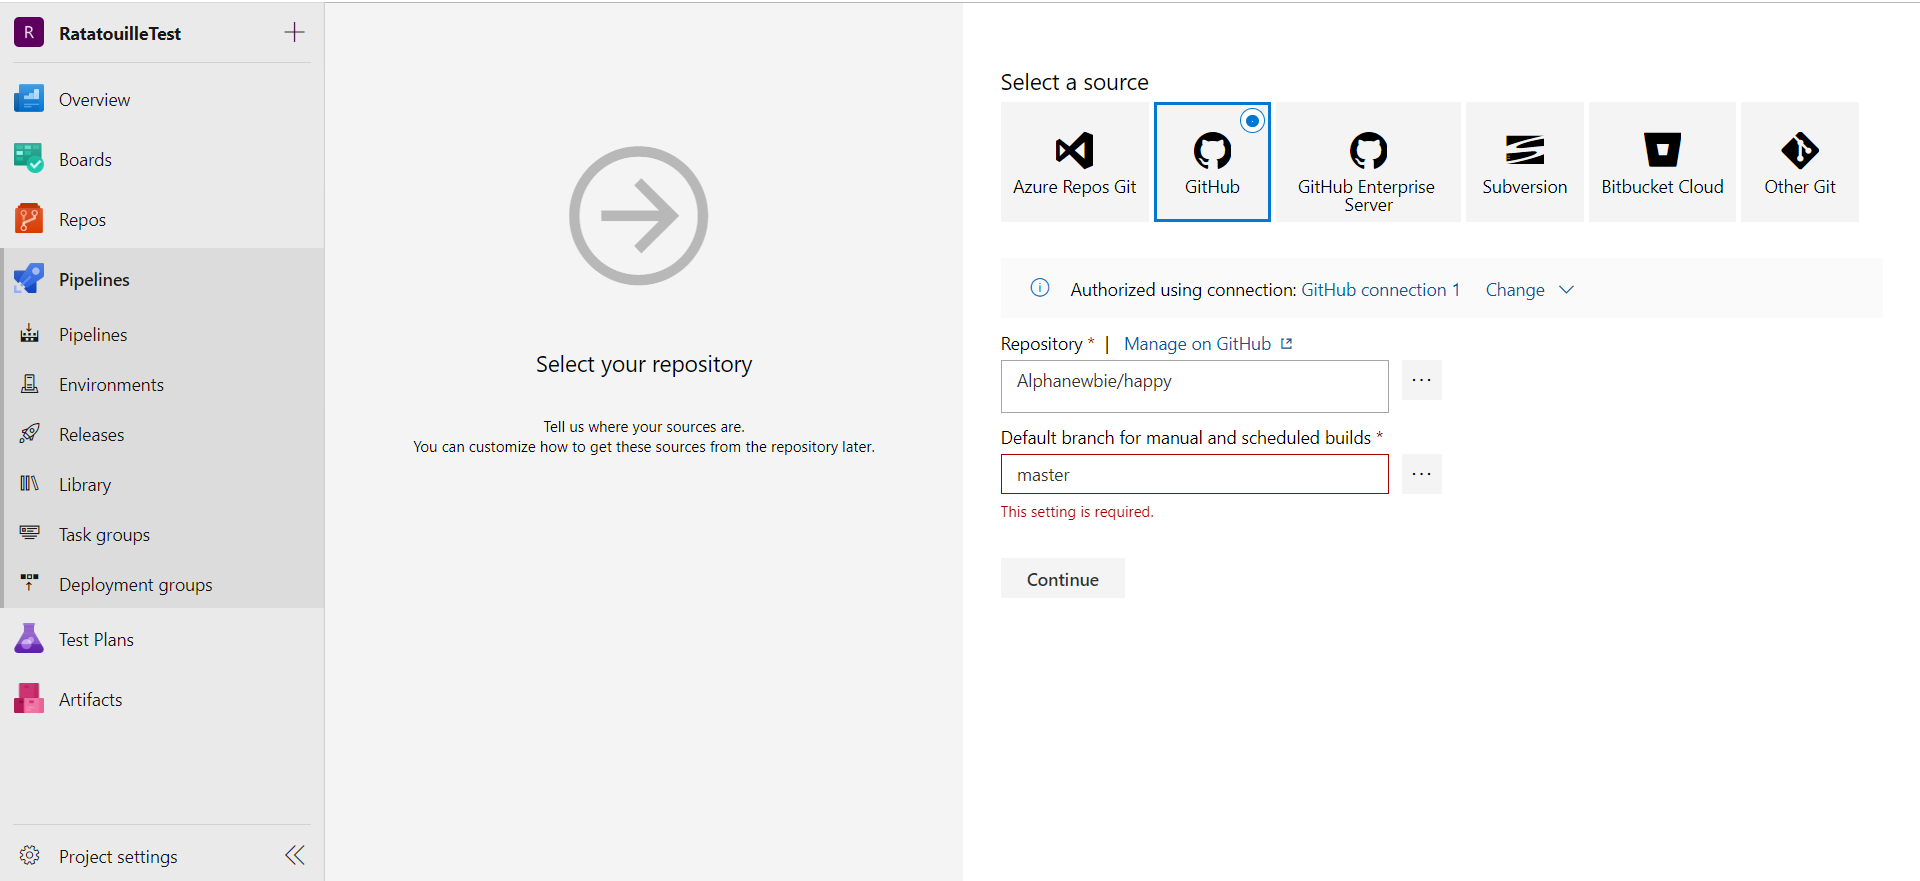 R RatatouilleTest
Overview
Boards
Repos
Pipelines
Pipelines
Environments
Releases
Library
Task groups
Deployment groups
Test Plans
Artifacts
Project settings
Select your repository
Tell us where your sources are.
You can customize how to get these sources from the repository later.
Select a source
Azure Repos Git
GitHub
GitHub Enterprise
Server
Subversion
Bitbucket Cloud
Other Git
Authorized using connection: GitHub connection 1 Change
Repository * | Manage on GitHub
Alphanewbie/happy ...
Default branch for manual and scheduled builds *
master ...
This setting is required.
Continue